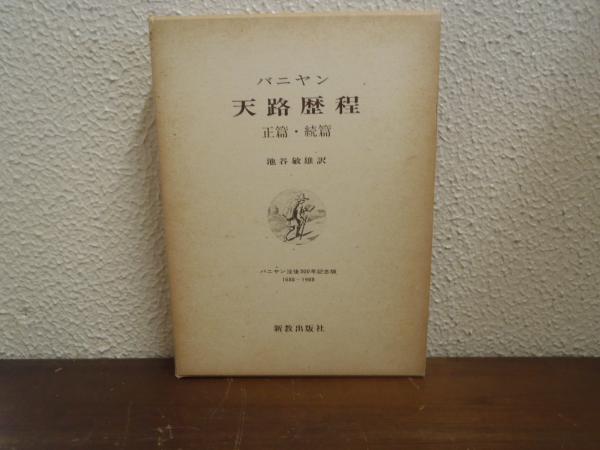 バニヤン
天路歴程
正篇・続篇
池谷敏雄訳
バニヤン没後300年記念版
1688-1988
新教出版社